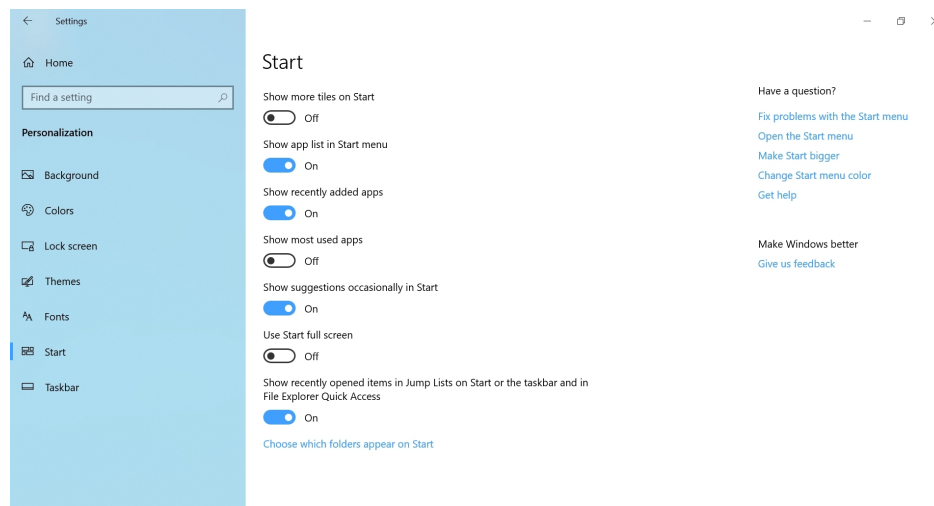 Settings
Home
Find a setting
Personalization
Background
Colors
Lock screen
Themes
Fonts
Start
Taskbar
Start
Show more tiles on Start
Off
Show app list in Start menu
On
Show recently added apps
On
Show most used apps
Off
Show suggestions occasionally in Start
On
Use Start full screen
Off
Show recently opened items in Jump Lists on Start or the taskbar and in
File Explorer Quick Access
On
Choose which folders appear on Start
Have a question?
Fix problems with the Start menu
Open the Start menu
Make Start bigger
Change Start menu color
Get help
Make Windows better
Give us feedback